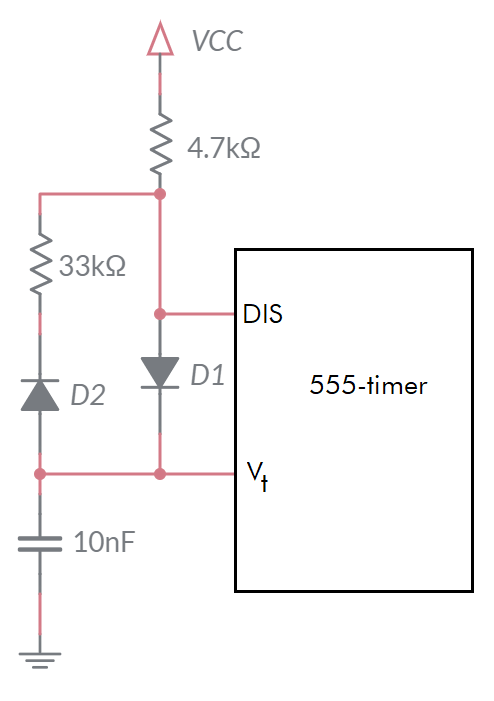 VCC
4.7kΩ
33kΩ
DIS
D1
555-timer
D2
Vt
10nF